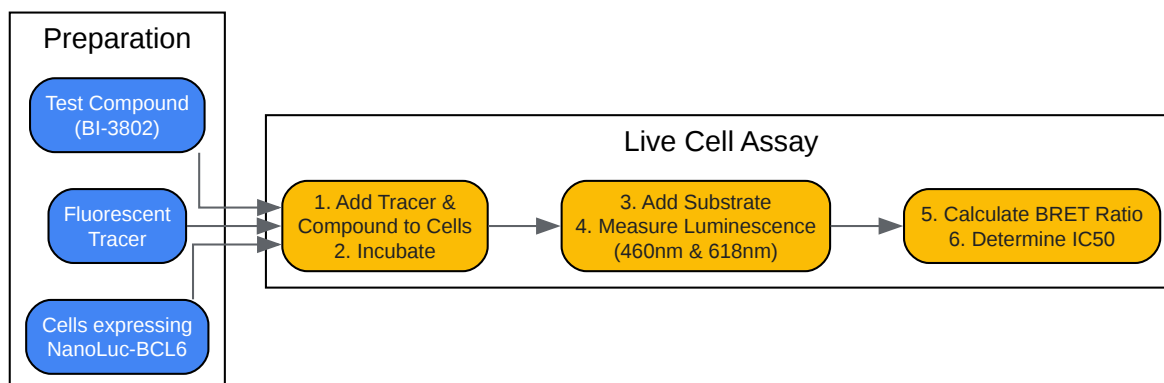 Preparation
Test Compound
(BI-3802)
Fluorescent
Tracer
Cells expressing
NanoLuc-BCL6
Live Cell Assay
1. Add Tracer &
Compound to Cells
2. Incubate
3. Add Substrate
4. Measure Luminescence
(460nm & 618nm)
5. Calculate BRET Ratio
6. Determine IC50